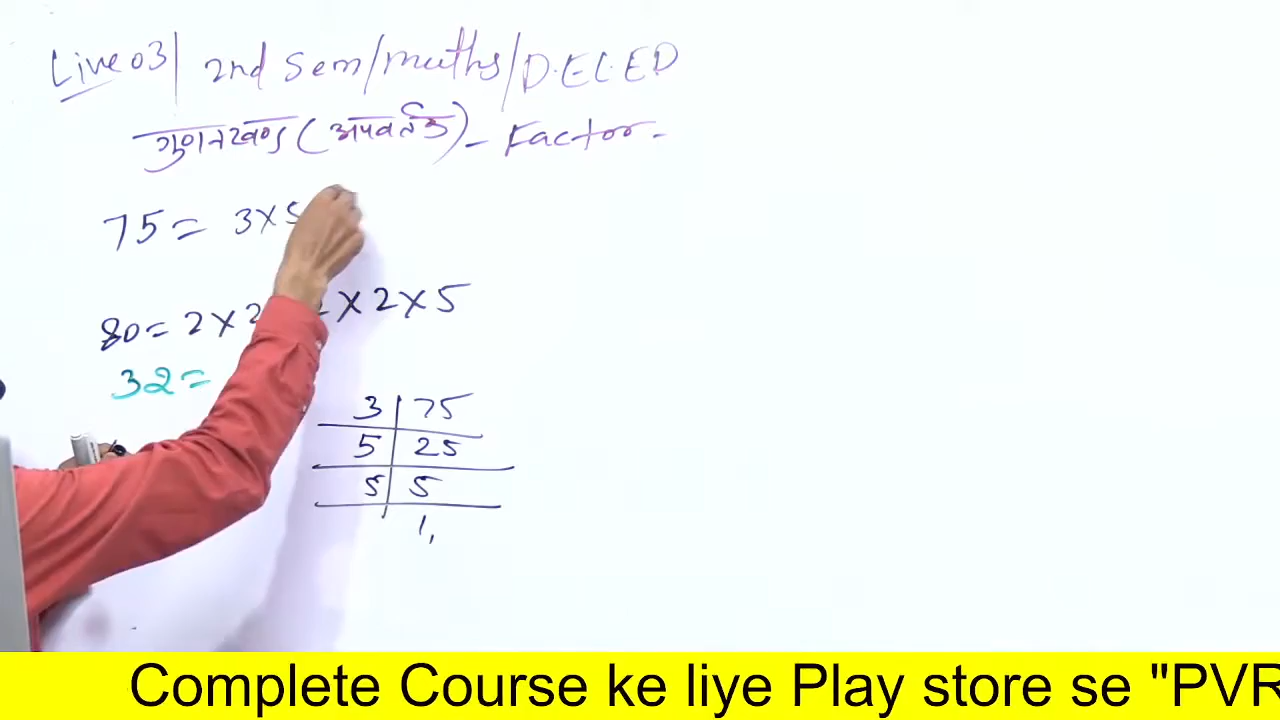 Live 03| 2nd Sem/maths/D.EL.ED
गुणनखण्ड (अपवर्तक) - Factor -
75 = 3×5
80 = 2×2 2×2×5
32 =
3 | 75
5 | 25
5 | 5
1,
Complete Course ke liye Play store se "PVR